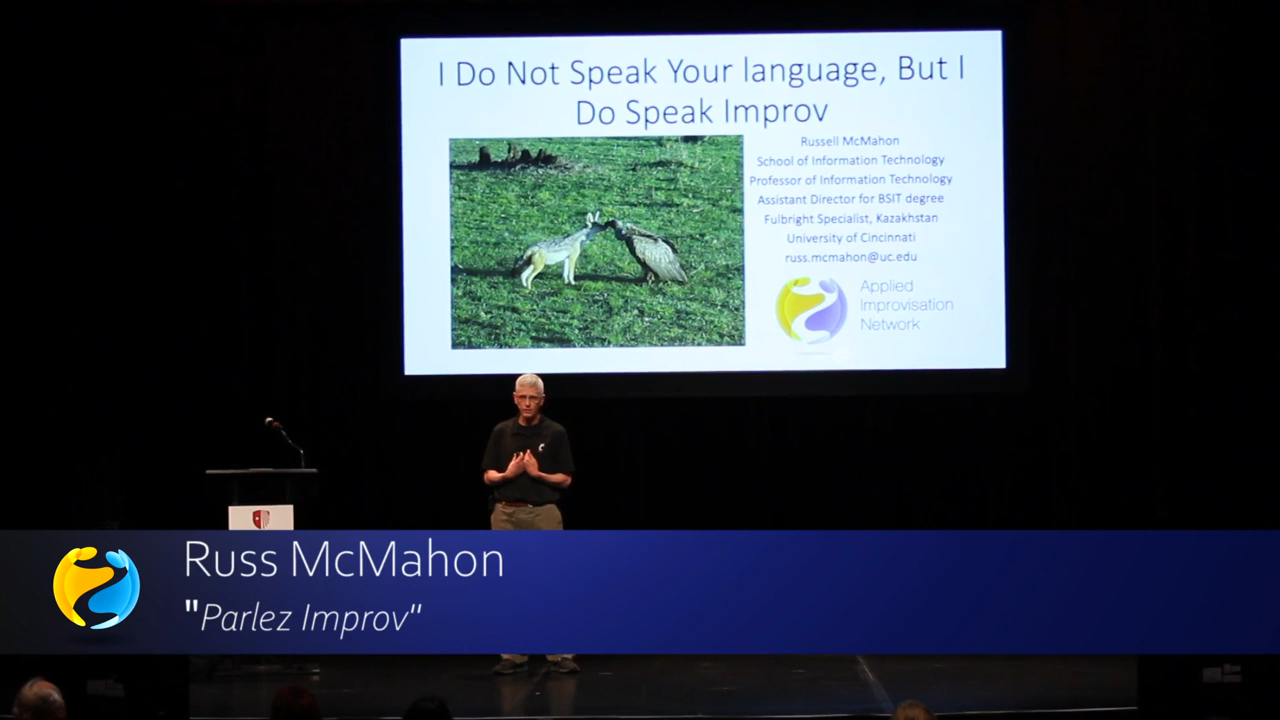 I Do Not Speak Your language, But I
Do Speak Improv
Russell McMahon
School of Information Technology
Professor of Information Technology
Assistant Director for BSIT degree
Fulbright Specialist, Kazakhstan
University of Cincinnati
russ.mcmahon@uc.edu
Applied
Improvisation
Network
Russ McMahon
"Parlez Improv"